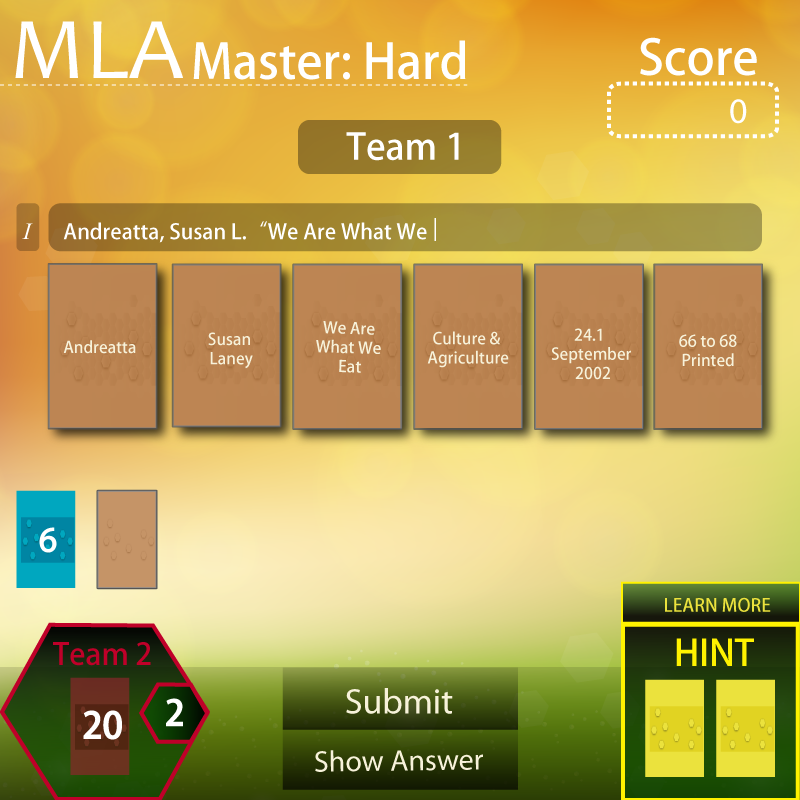 MLA Master: Hard
Score
0
Team 1
I
Andreatta, Susan L. “We Are What We
Andreatta
Susan
Laney
We Are
What We
Eat
Culture &
Agriculture
24.1
September
2002
66 to 68
Printed
6
LEARN MORE
HINT
Team 2
20
2
Submit
Show Answer